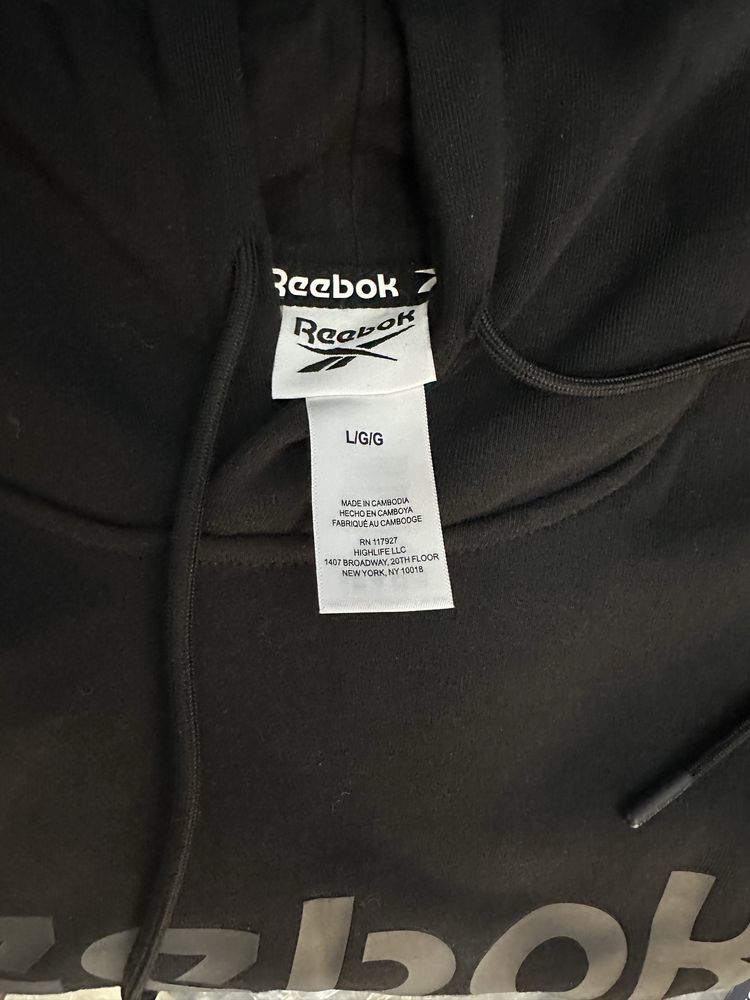 Reebok
Reebok
L/G/G
MADE IN CAMBODIA
HECHO EN CAMBOYA
FABRIQUÉ AU CAMBODGE
RN 117927
HIGHLIFE LLC
1407 BROADWAY, 20TH FLOOR
NEW YORK, NY 10018
eebok